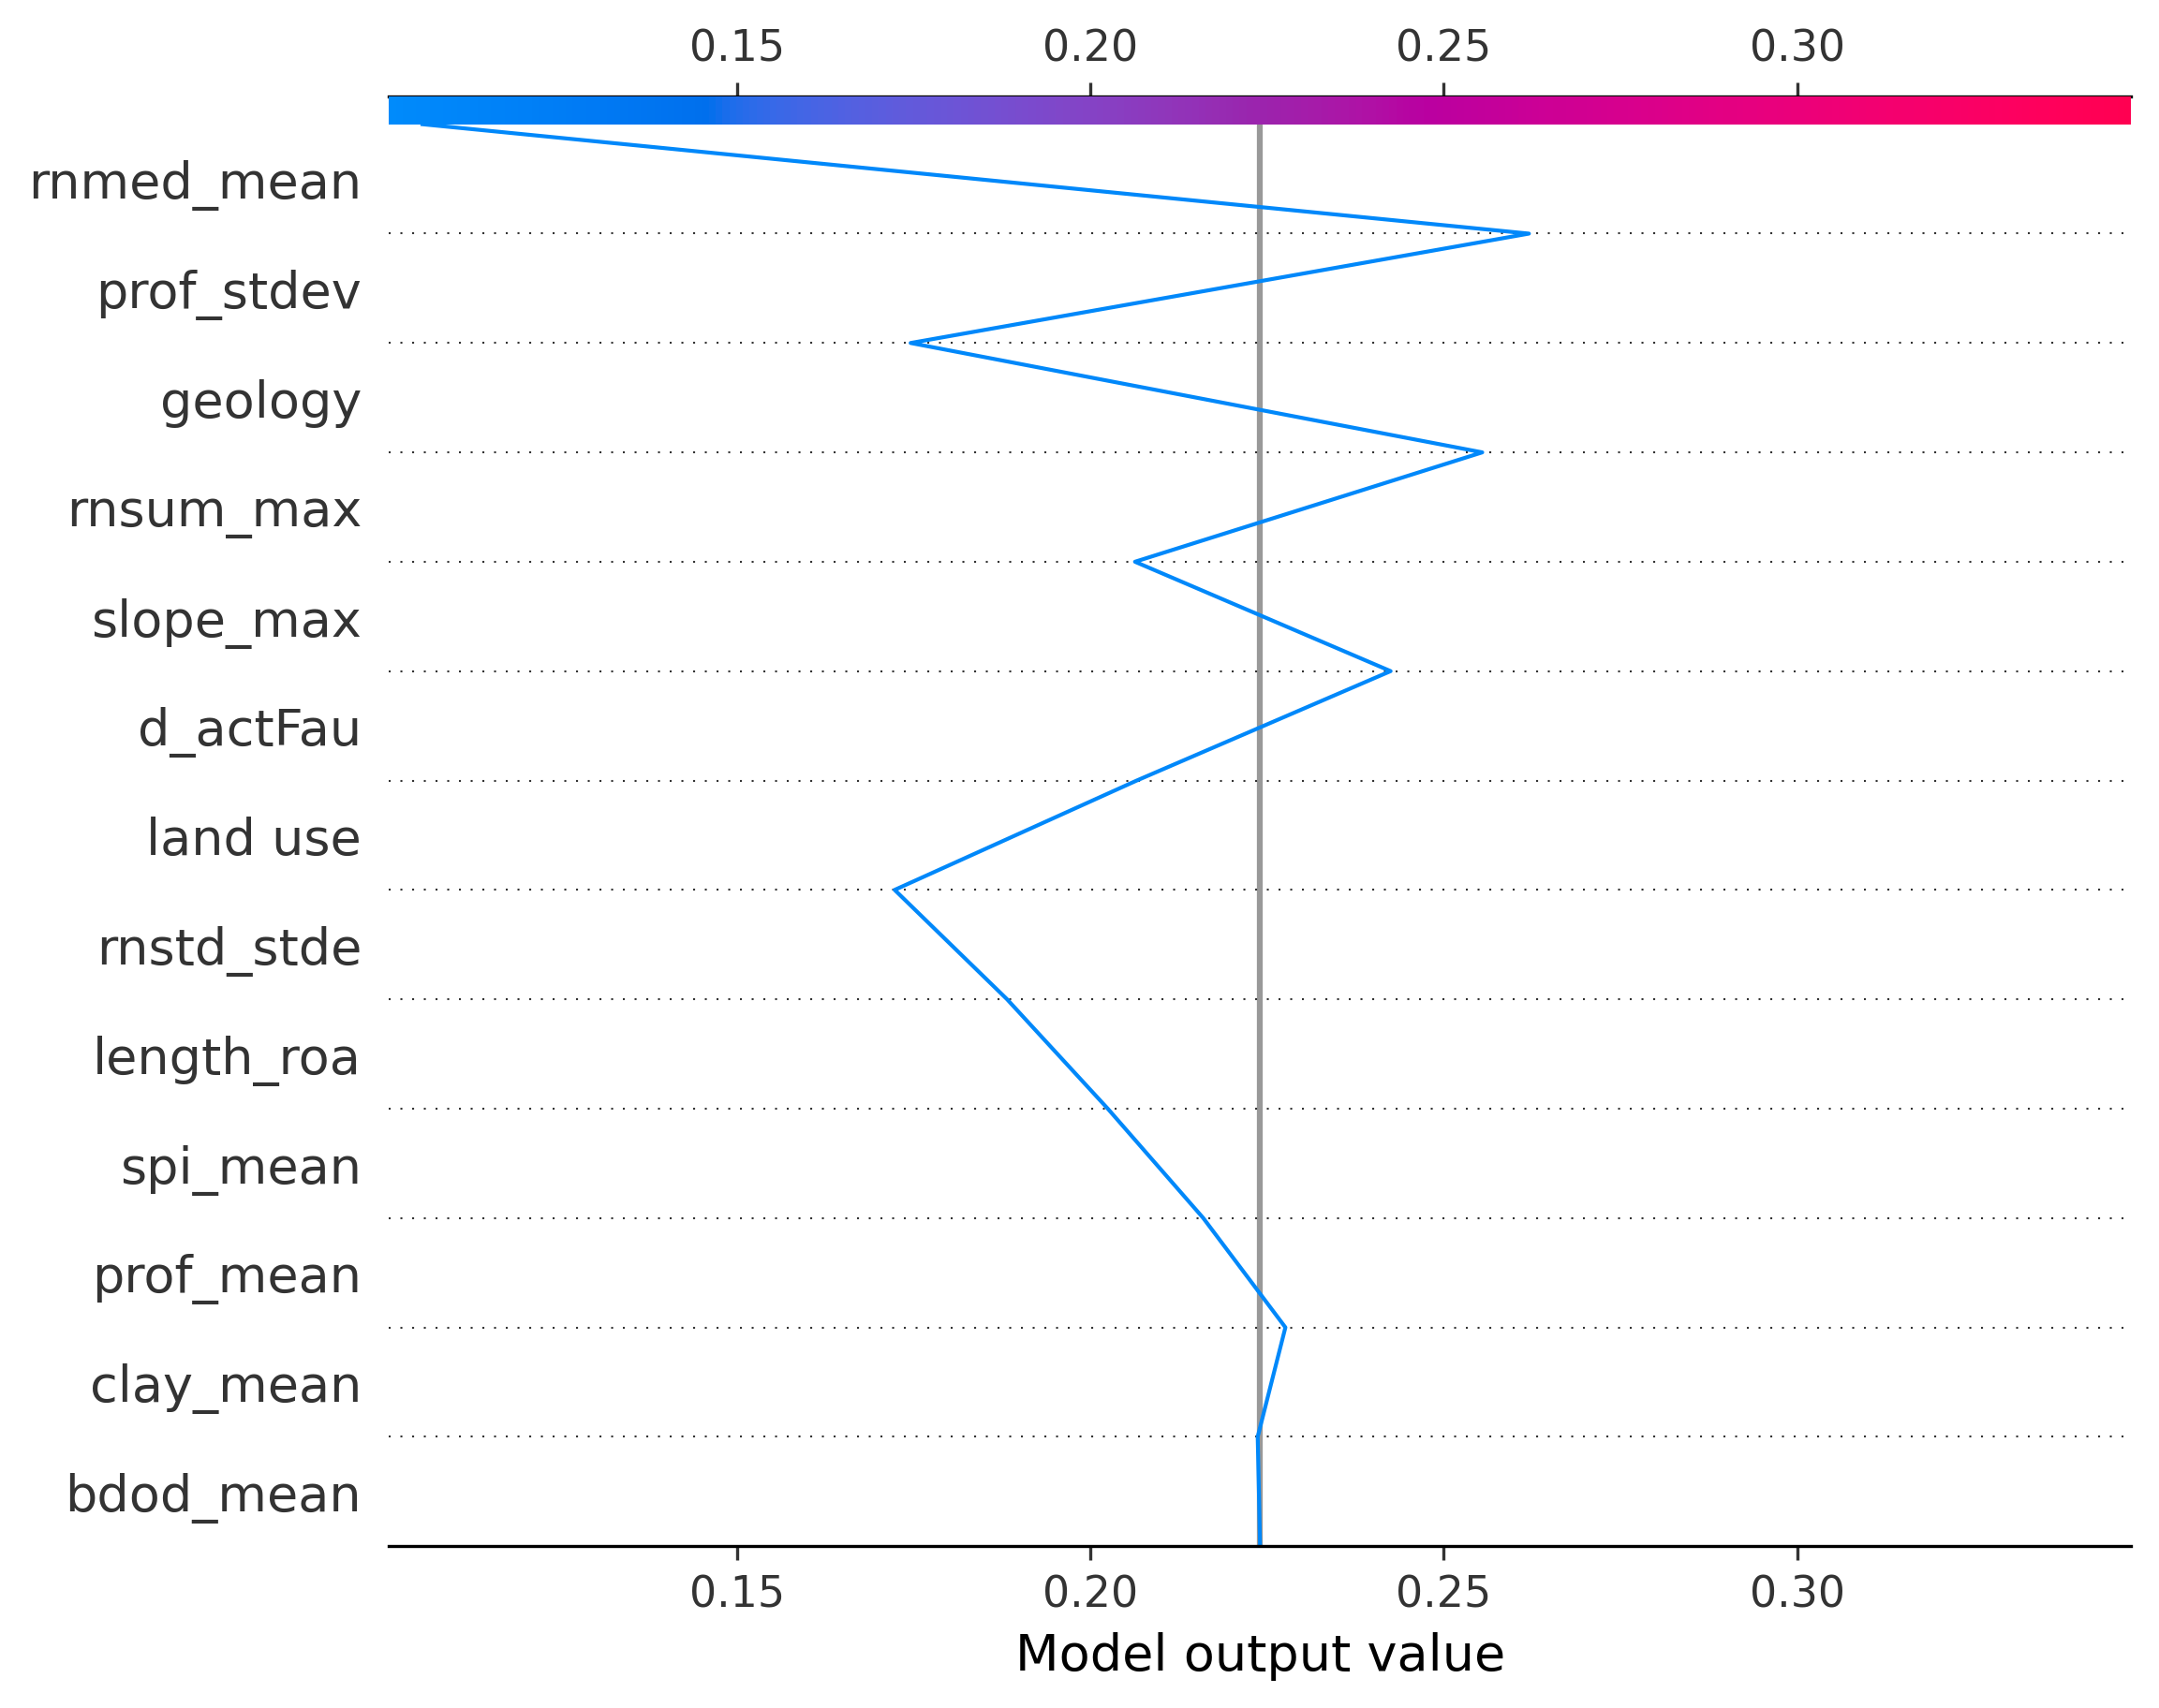 0.15 0.20 0.25 0.30
rnmed_mean
prof_stdev
geology
rnsum_max
slope_max
d_actFau
land use
rnstd_stde
length_roa
spi_mean
prof_mean
clay_mean
bdod_mean
0.15 0.20 0.25 0.30
Model output value